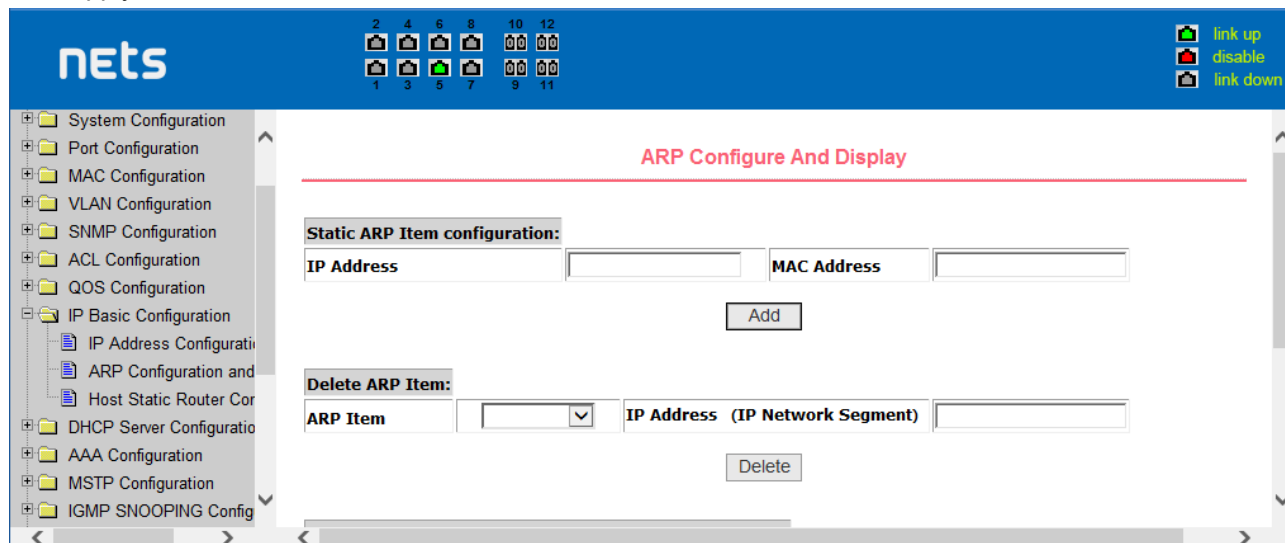 2 4 6 8 10 12
nets
1 3 5 7 9 11
link up
disable
link down
System Configuration
Port Configuration
MAC Configuration
VLAN Configuration
SNMP Configuration
ACL Configuration
QOS Configuration
IP Basic Configuration
IP Address Configurati
ARP Configuration and
Host Static Router Cor
DHCP Server Configuratio
AAA Configuration
MSTP Configuration
IGMP SNOOPING Config
ARP Configure And Display
Static ARP Item configuration:
IP Address MAC Address
Add
Delete ARP Item:
ARP Item IP Address (IP Network Segment)
Delete